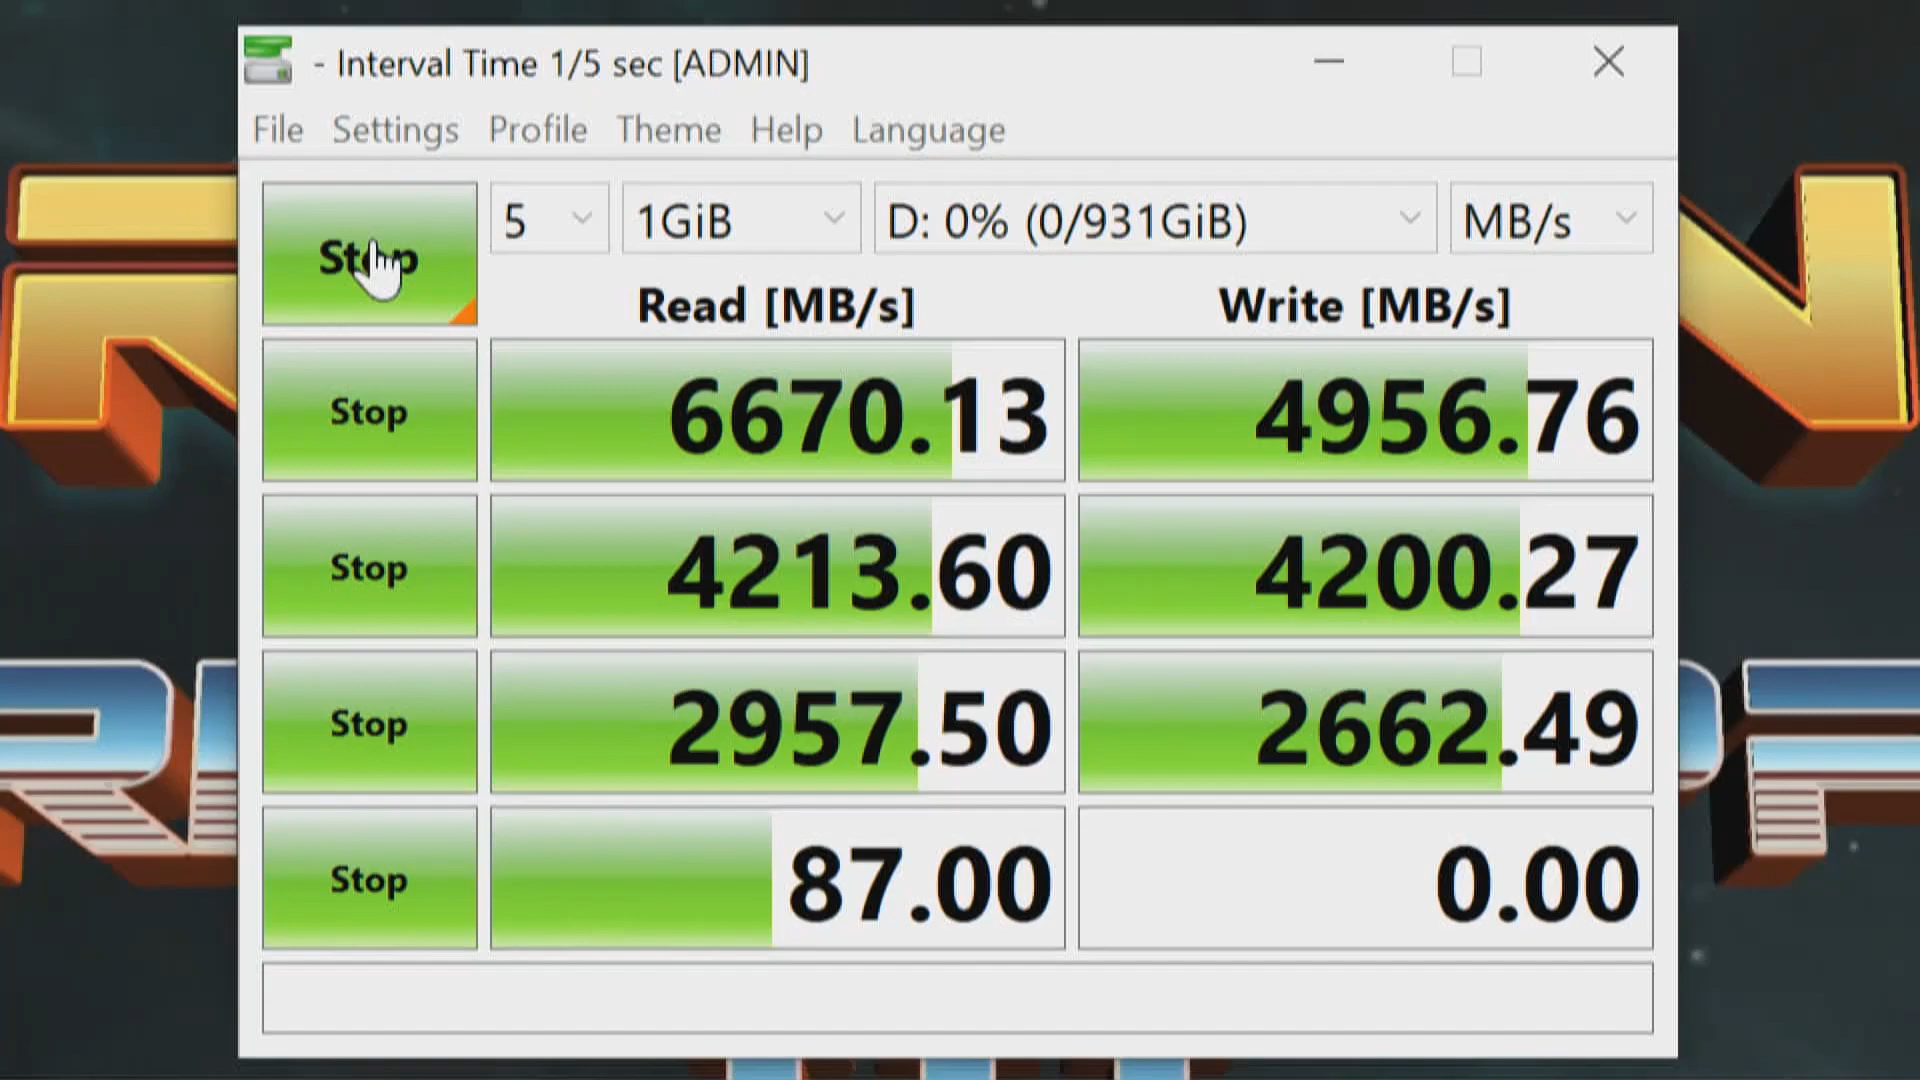 - Interval Time 1/5 sec [ADMIN]
File Settings Profile Theme Help Language
Stop 5 1GiB D: 0% (0/931GiB) MB/s
Read [MB/s] Write [MB/s]
Stop 6670.13 4956.76
Stop 4213.60 4200.27
Stop 2957.50 2662.49
Stop 87.00 0.00